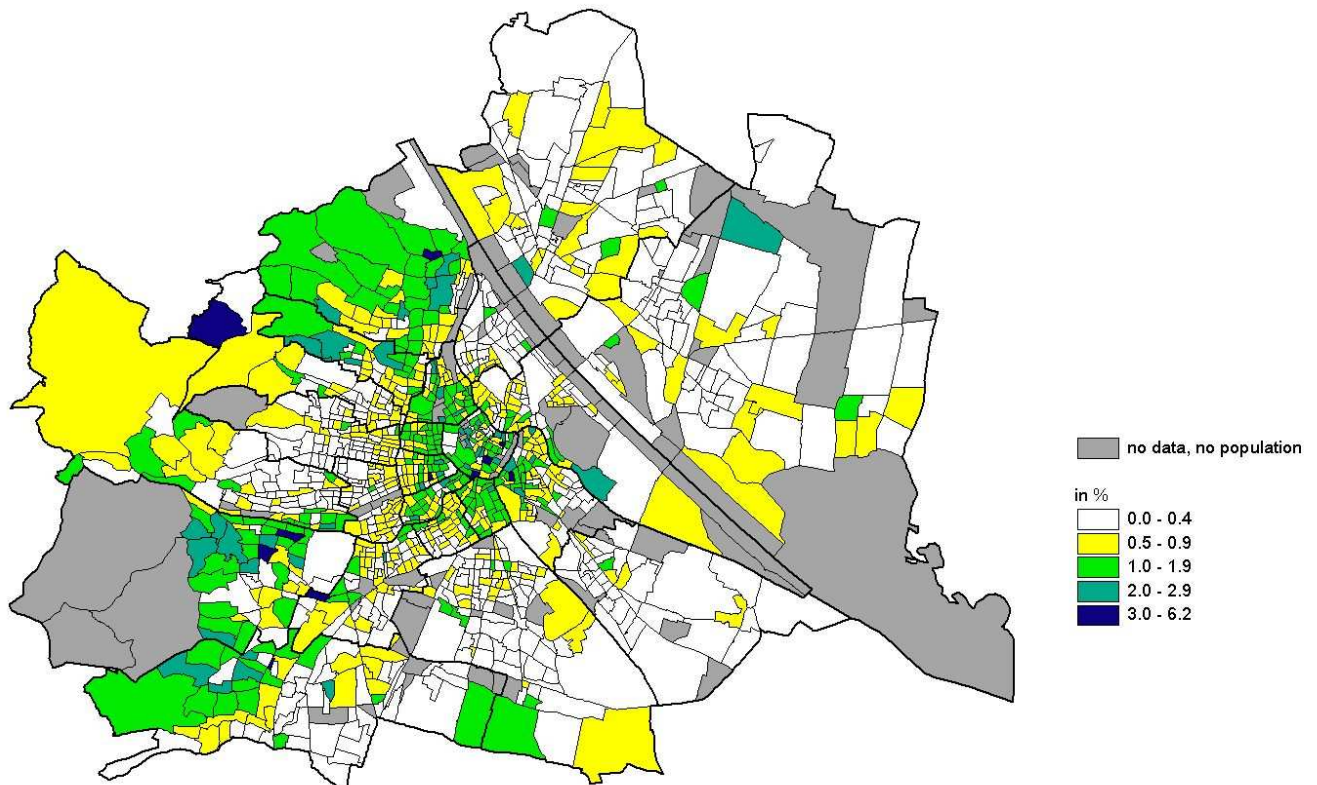 no data, no population
in %
0.0 - 0.4
0.5 - 0.9
1.0 - 1.9
2.0 - 2.9
3.0 - 6.2